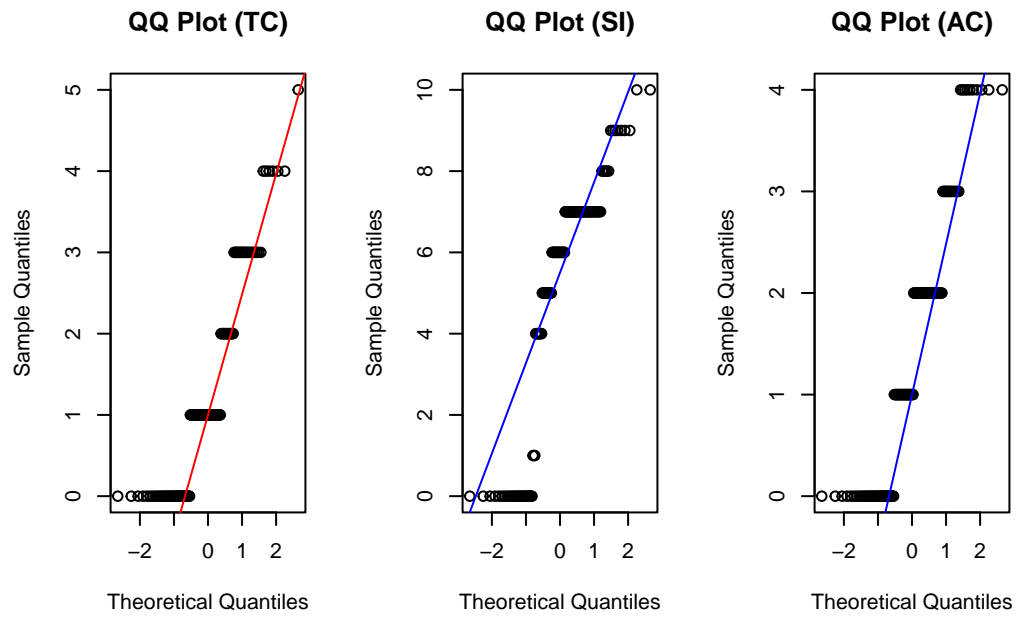 QQ Plot (TC)
Sample Quantiles
5
4
3
2
1
0
−2 0 1 2
Theoretical Quantiles
QQ Plot (SI)
Sample Quantiles
10
8
6
4
2
0
−2 0 1 2
Theoretical Quantiles
QQ Plot (AC)
Sample Quantiles
4
3
2
1
0
−2 0 1 2
Theoretical Quantiles